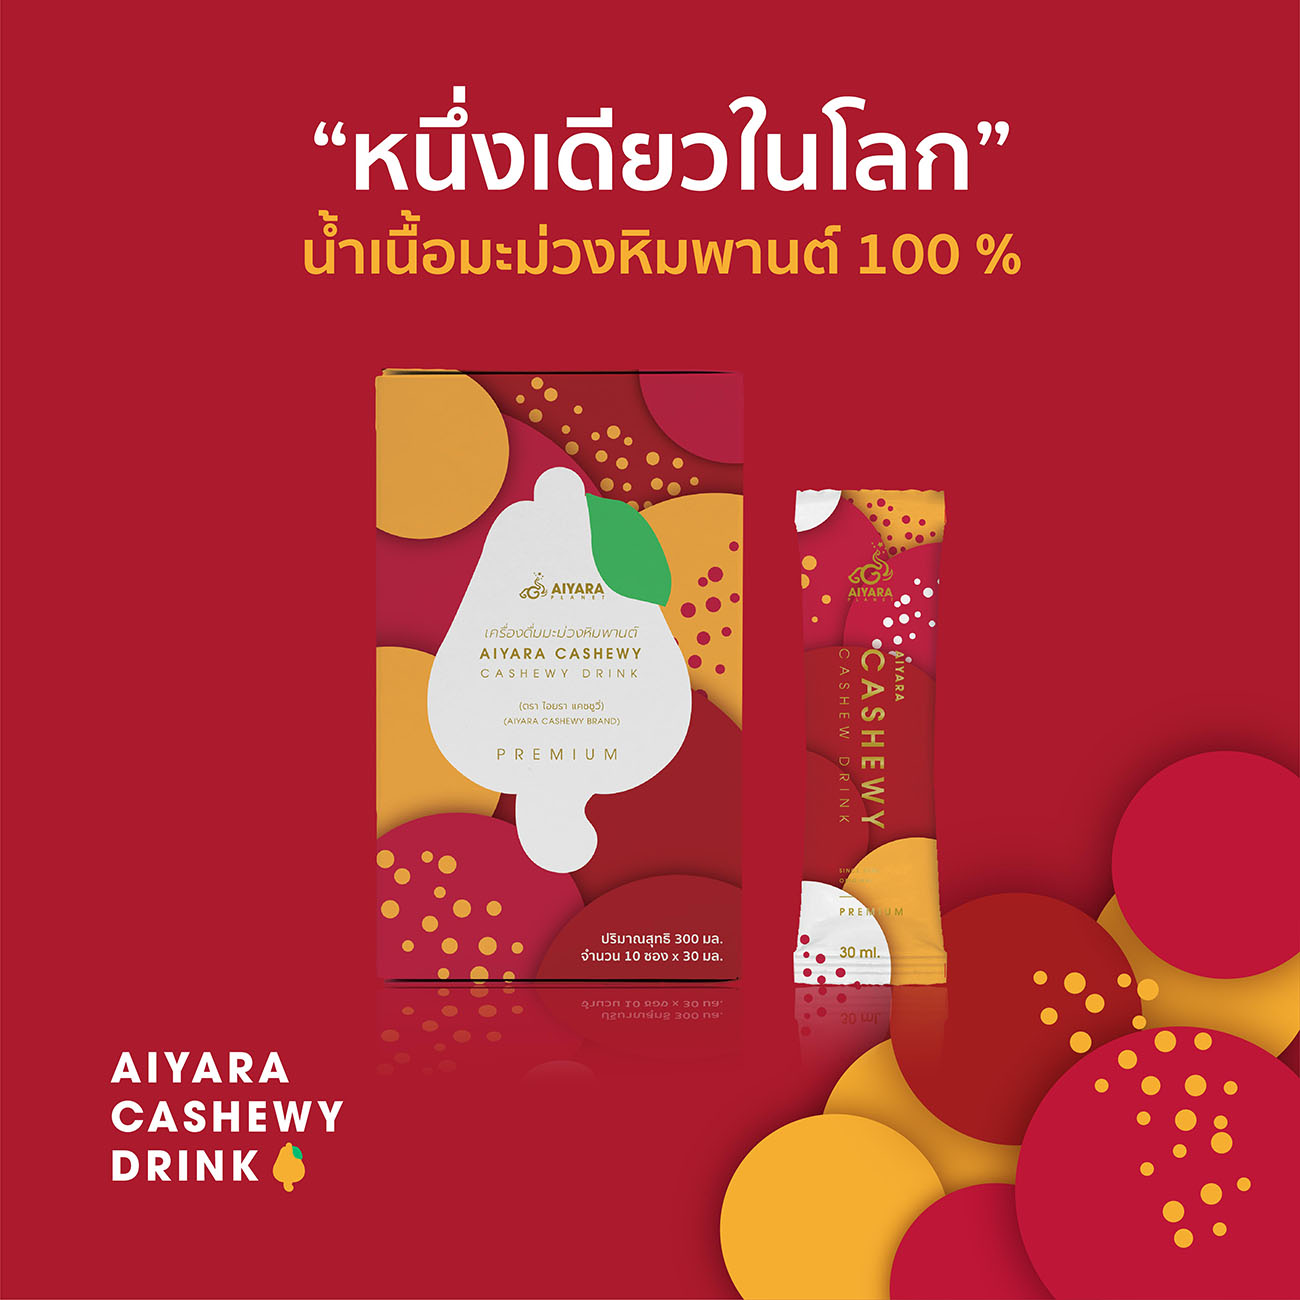 “หนึ่งเดียวในโลก”
น้ำเนื้อมะม่วงหิมพานต์ 100 %
AIYARA
PLANET
เครื่องดื่มมะม่วงหิมพานต์
AIYARA CASHEWY
CASHEWY DRINK
(ตรา ไอยรา แคชชูวี่)
(AIYARA CASHEWY BRAND)
PREMIUM
ปริมาณสุทธิ 300 มล.
จำนวน 10 ซอง x 30 มล.
AIYARA
PLANET
AIYARA
CASHEWY
CASHEW DRINK
PREMIUM
30 ml.
AIYARA
CASHEWY
DRINK